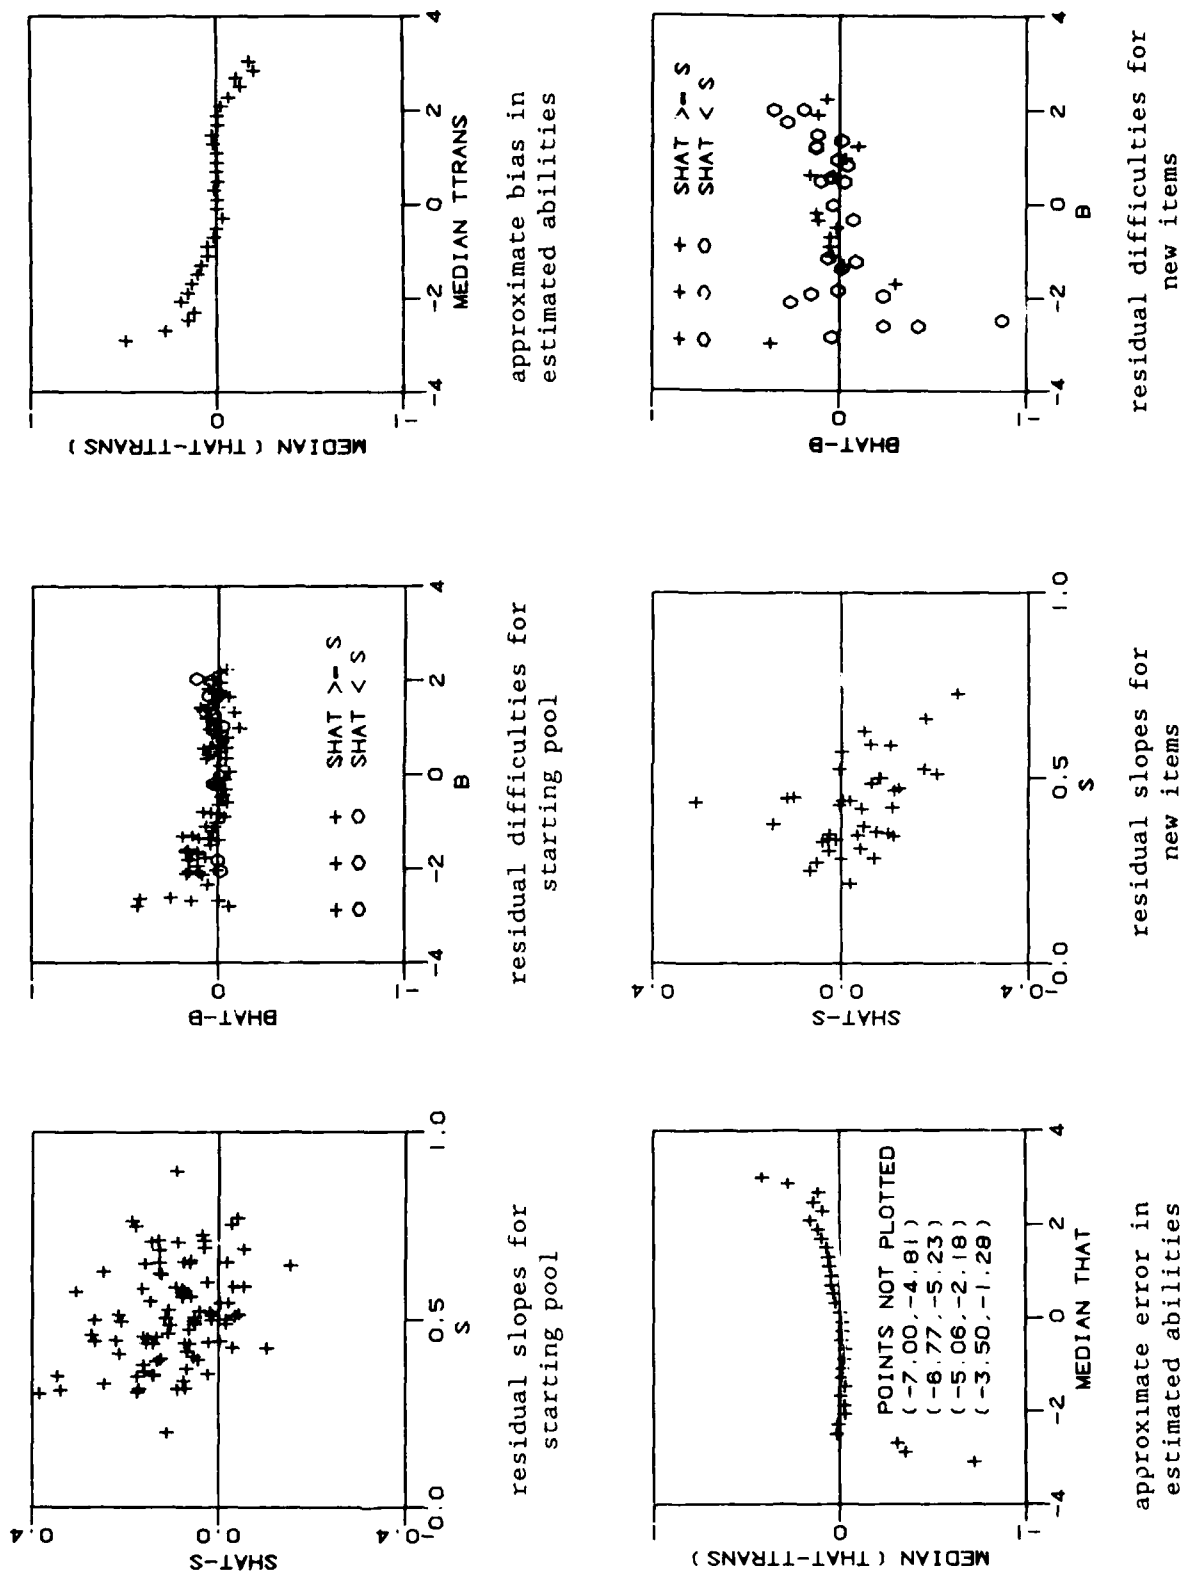 0.4
0.0
-0.4
SHAT-S
0.0 0.5 1.0
S
residual slopes for
starting pool
1
0
-1
BHAT-B
SHAT >= S
SHAT < S
-4 -2 0 2 4
B
residual difficulties for
starting pool
1
0
-1
MEDIAN (THAT-TTRANS)
-4 -2 0 2 4
MEDIAN TTRANS
approximate bias in
estimated abilities
1
0
-1
MEDIAN (THAT-TTRANS)
POINTS NOT PLOTTED
(-7.00,-4.81)
(-6.77,-5.23)
(-5.06,-2.18)
(-3.50,-1.28)
-4 -2 0 2 4
MEDIAN THAT
approximate error in
estimated abilities
0.4
0.0
-0.4
SHAT-S
0.0 0.5 1.0
S
residual slopes for
new items
1
0
-1
BHAT-B
SHAT >= S
SHAT < S
-4 -2 0 2 4
B
residual difficulties for
new items